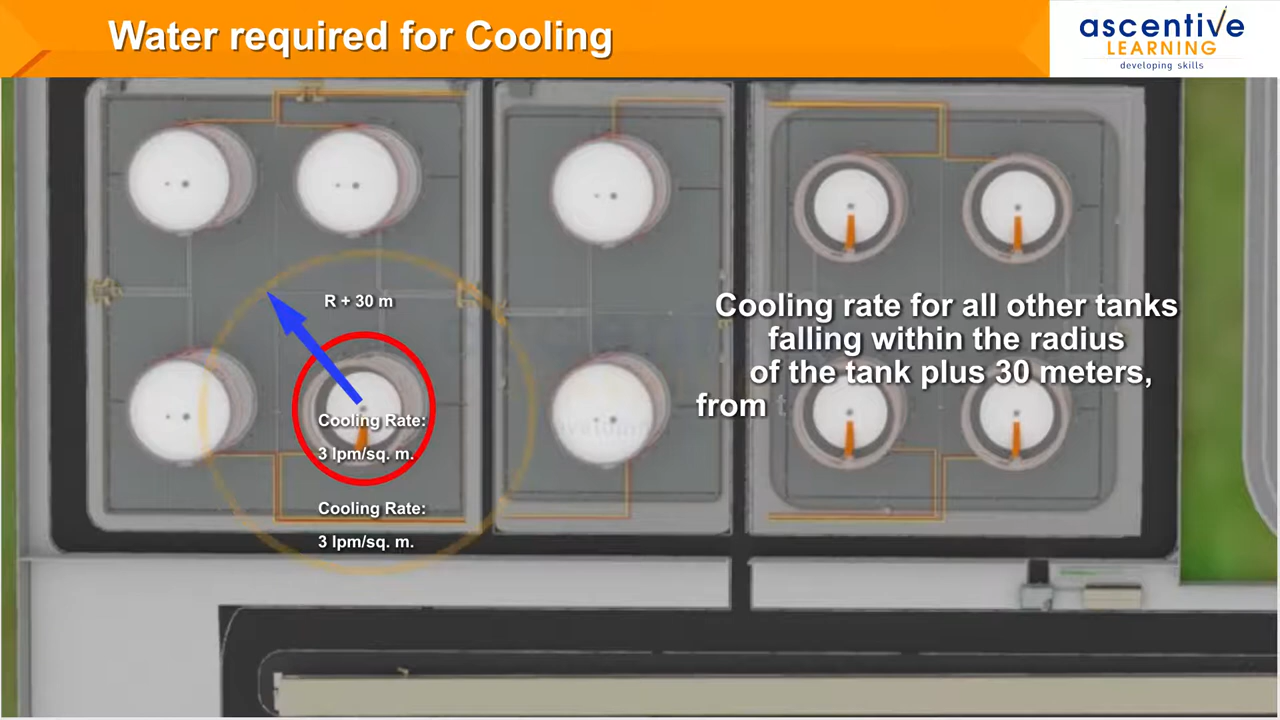 Water required for Cooling
ascentive
LEARNING
developing skills
R + 30 m
Cooling rate for all other tanks
falling within the radius
of the tank plus 30 meters,
from
Cooling Rate:
3 lpm/sq. m.
Cooling Rate:
3 lpm/sq. m.